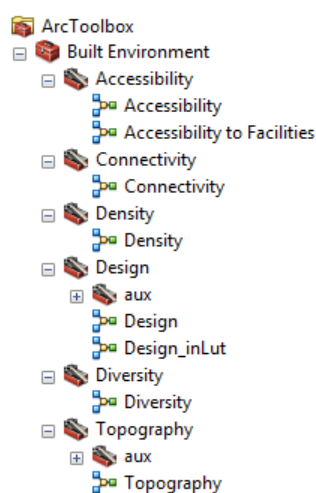 ArcToolbox
Built Environment
Accessibility
Accessibility
Accessibility to Facilities
Connectivity
Connectivity
Density
Density
Design
aux
Design
Design_inLut
Diversity
Diversity
Topography
aux
Topography